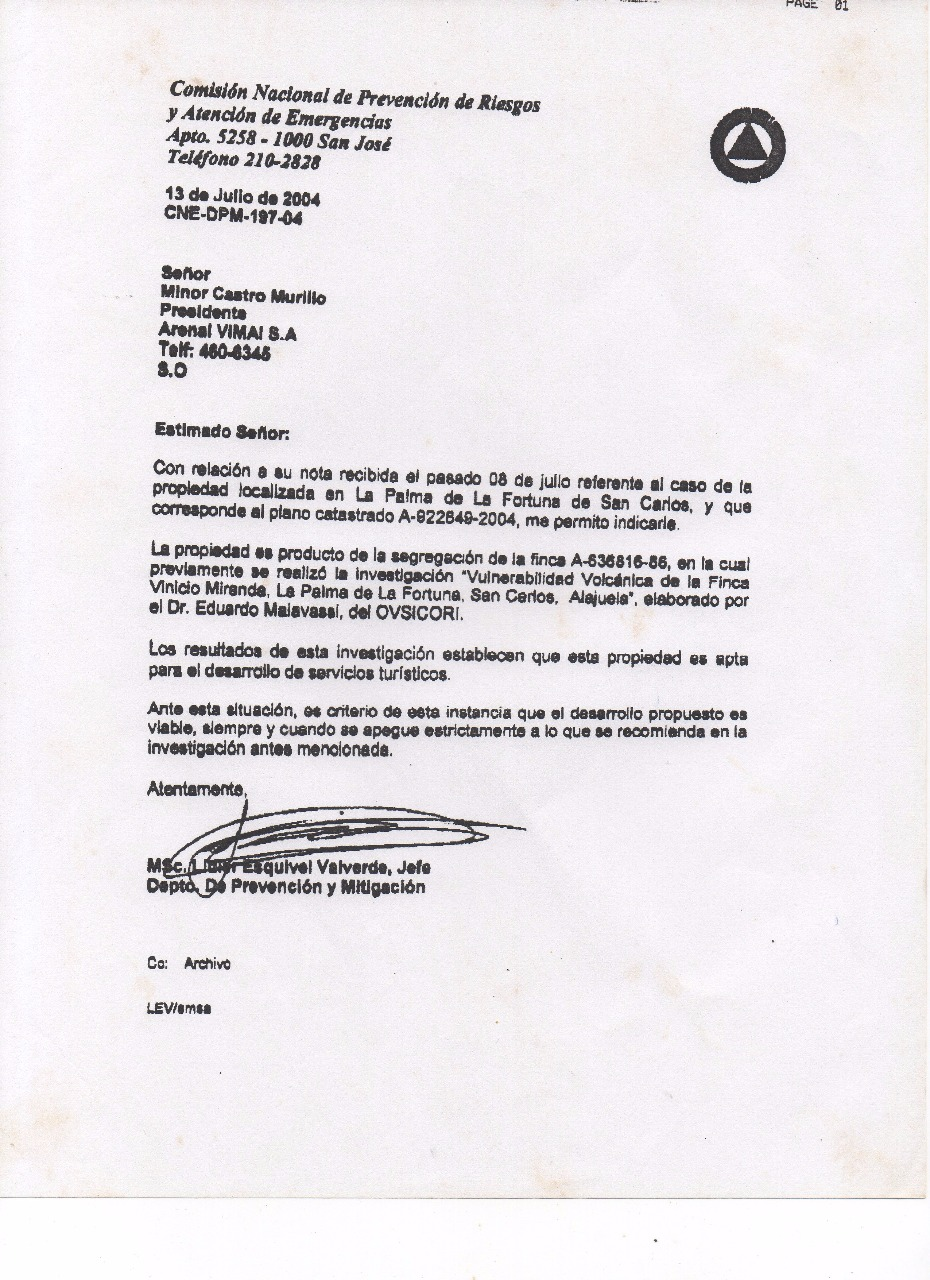 PAGE 01
Comisión Nacional de Prevención de Riesgos
y Atención de Emergencias
Apto. 5258 - 1000 San José
Teléfono 210-2828
13 de Julio de 2004
CNE-DPM-197-04
Señor
Minor Castro Murillo
Presidente
Arenal VIMAI S.A
Telf: 460-6345
S.O
Estimado Señor:
Con relación a su nota recibida el pasado 08 de julio referente al caso de la
propiedad localizada en La Palma de La Fortuna de San Carlos, y que
corresponde al plano catastrado A-922649-2004, me permito indicarle.
La propiedad es producto de la segregación de la finca A-636816-86, en la cual
previamente se realizó la investigación "Vulnerabilidad Volcánica de la Finca
Vinicio Miranda, La Palma de La Fortuna, San Carlos, Alajuela", elaborado por
el Dr. Eduardo Malavassi, del OVSICORI.
Los resultados de esta investigación establecen que esta propiedad es apta
para el desarrollo de servicios turísticos.
Ante esta situación, es criterio de esta instancia que el desarrollo propuesto es
viable, siempre y cuando se apegue estrictamente a lo que se recomienda en la
investigación antes mencionada.
Atentamente,
MSc. Esquivel Valverde, Jefe
Depto. De Prevención y Mitigación
Cc: Archivo
LEV/smsa